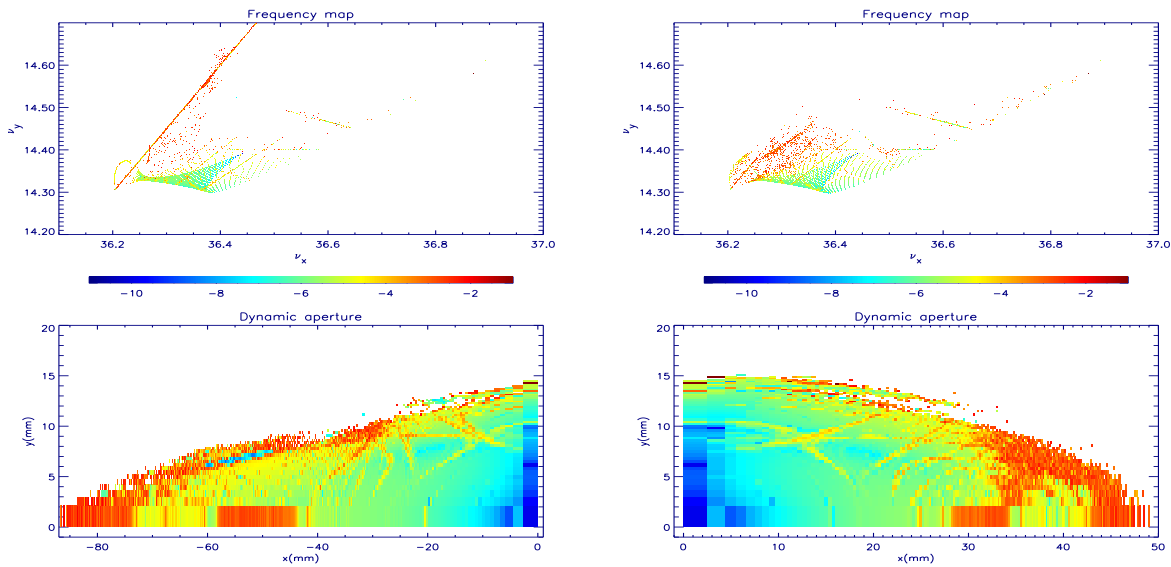 Frequency map
14.60
14.50
14.40
14.30
14.20
ν_y
36.2 36.4 36.6 36.8 37.0
ν_x
−10 −8 −6 −4 −2
Dynamic aperture
20
15
10
5
0
y(mm)
−80 −60 −40 −20 0
x(mm)
Frequency map
14.60
14.50
14.40
14.30
14.20
ν_y
36.2 36.4 36.6 36.8 37.0
ν_x
−10 −8 −6 −4 −2
Dynamic aperture
20
15
10
5
0
y(mm)
0 10 20 30 40 50
x(mm)